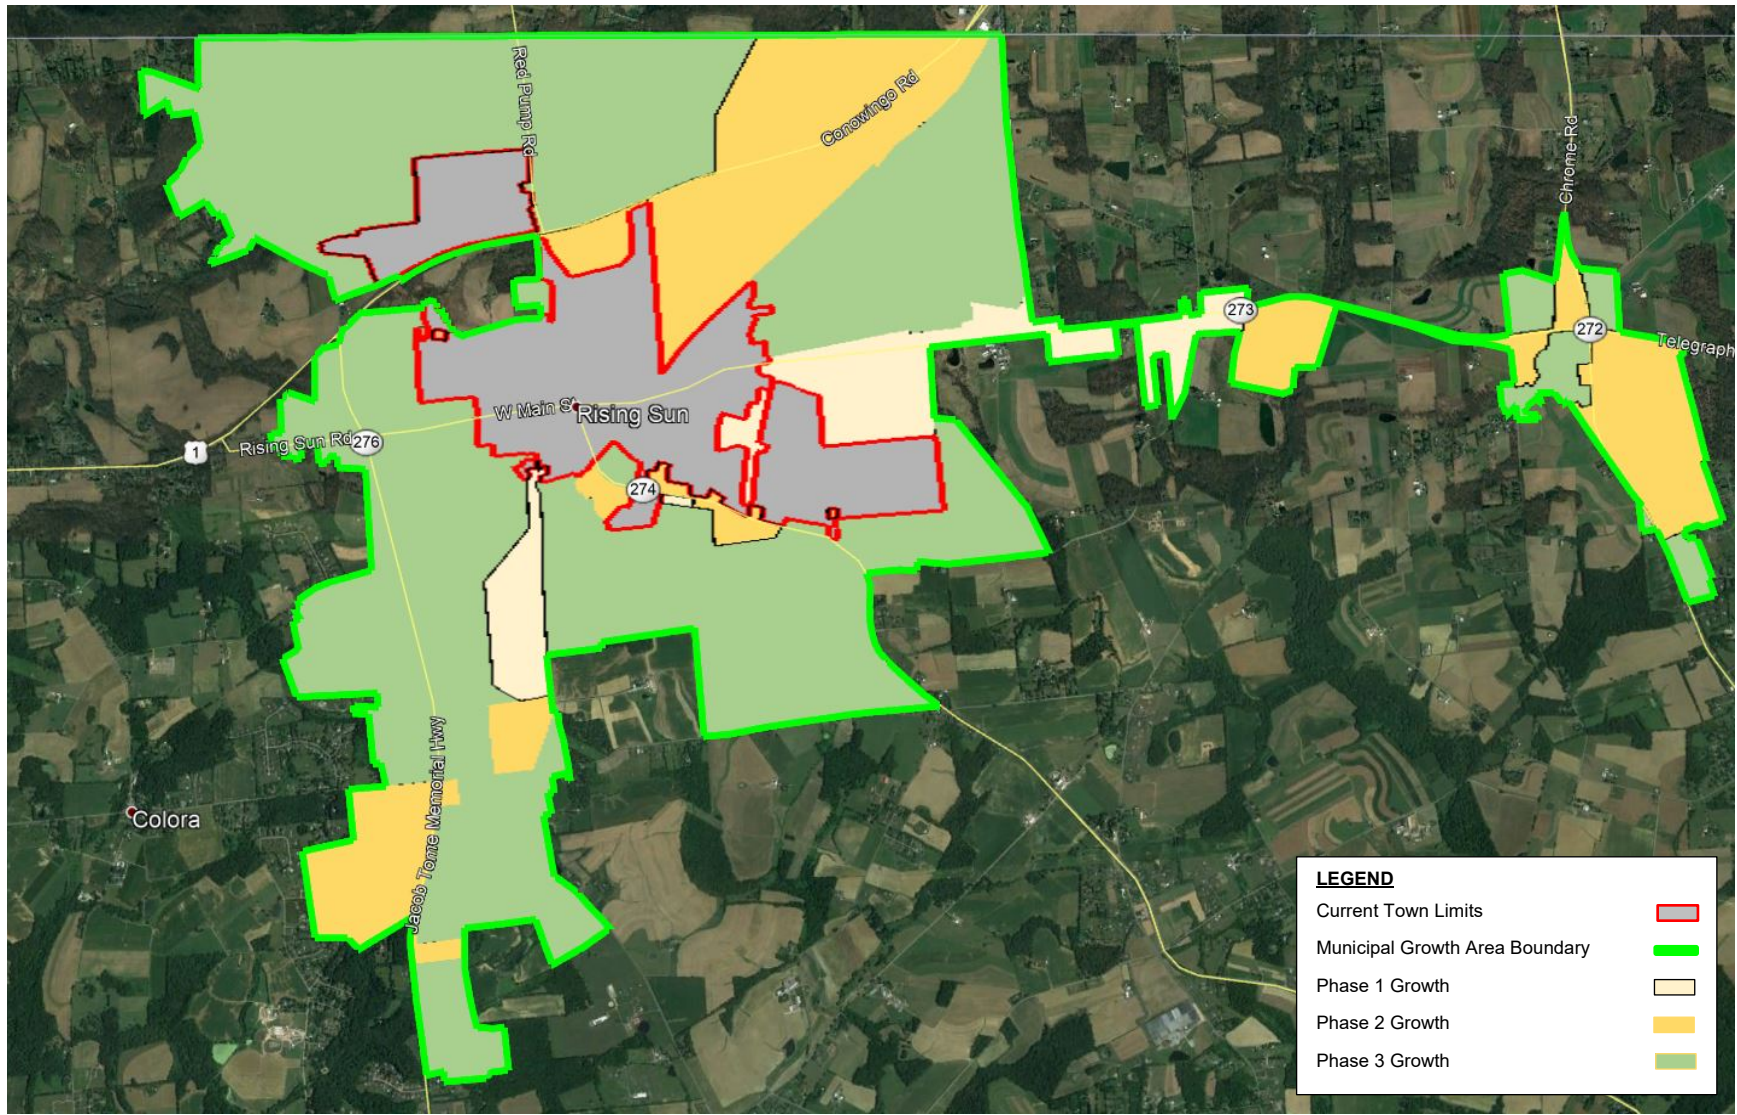 Red Pump Rd
Conowingo Rd
Chrome Rd
273
272
Telegraph
W Main St
Rising Sun
1
Rising Sun Rd
276
274
Jacob Tome Memorial Hwy
Colora
LEGEND
Current Town Limits
Municipal Growth Area Boundary
Phase 1 Growth
Phase 2 Growth
Phase 3 Growth